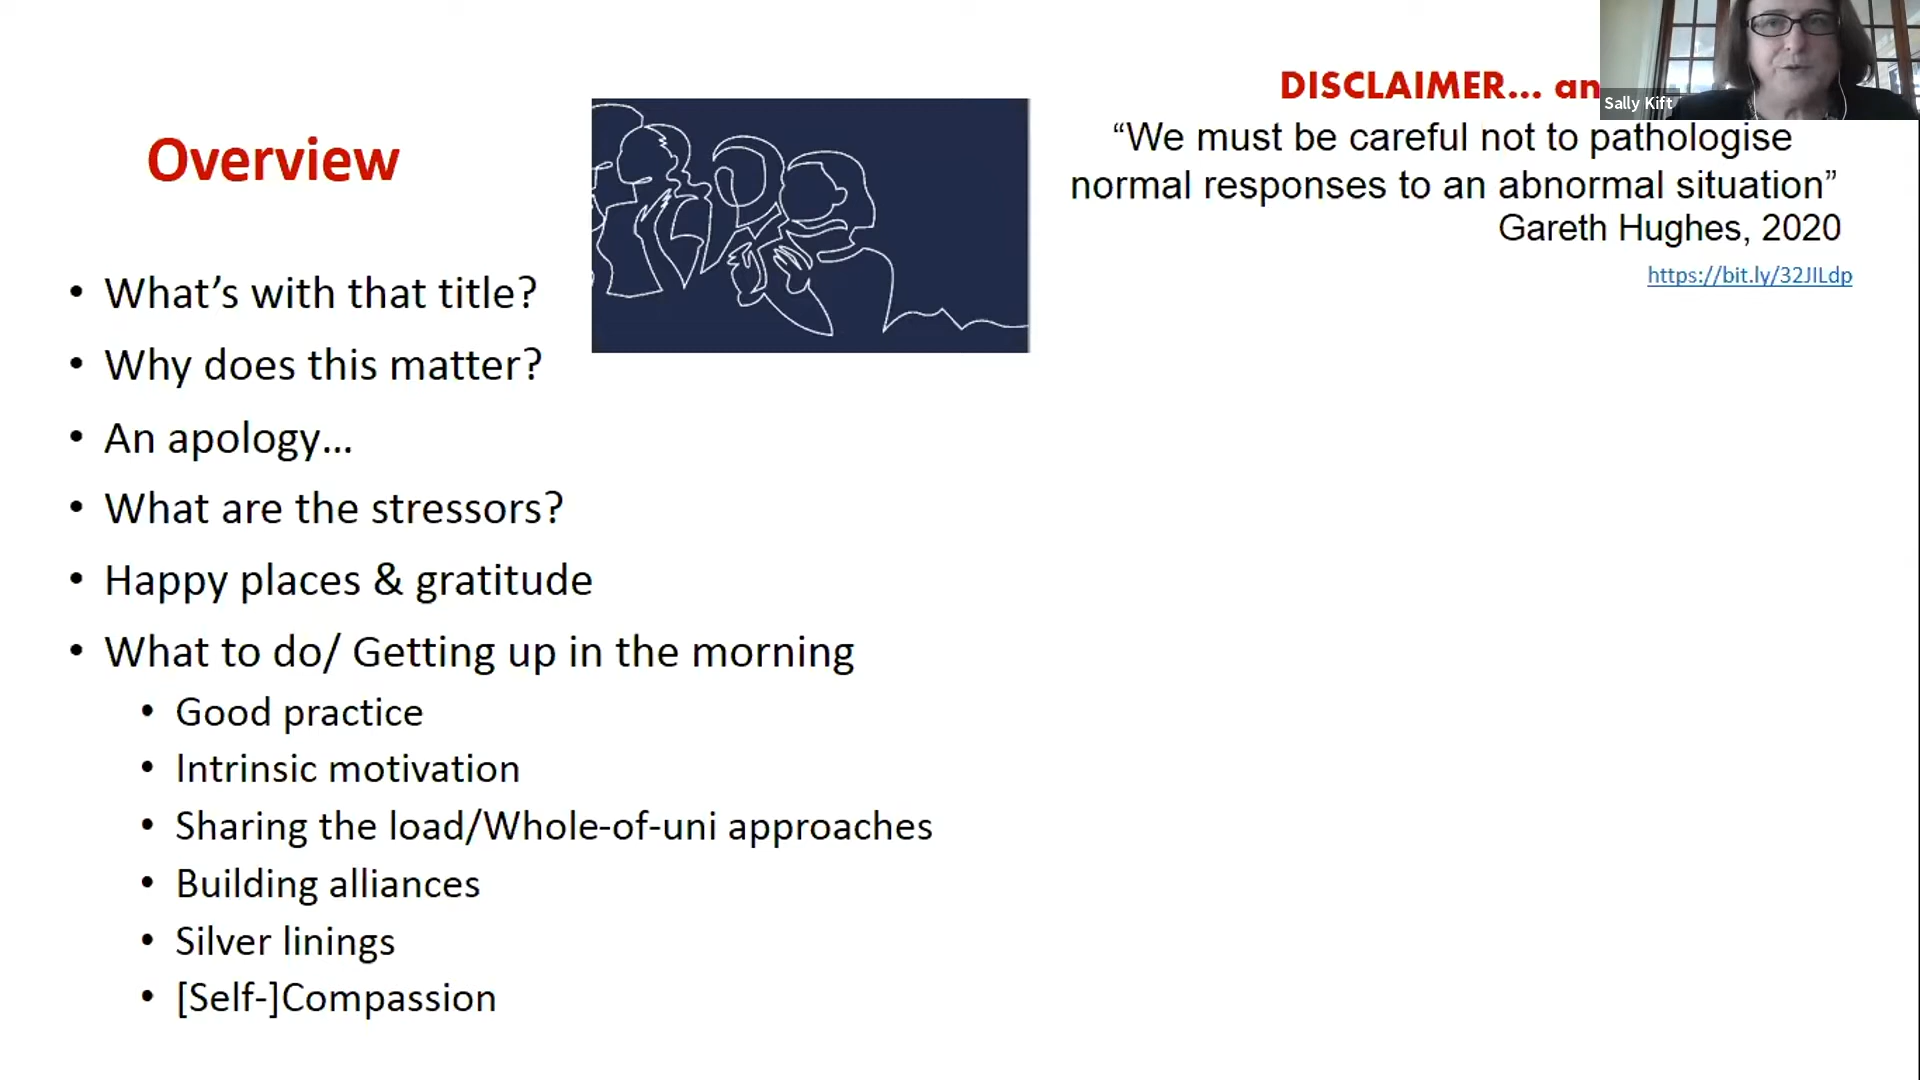 Overview
• What’s with that title?
• Why does this matter?
• An apology...
• What are the stressors?
• Happy places & gratitude
• What to do/ Getting up in the morning
• Good practice
• Intrinsic motivation
• Sharing the load/Whole-of-uni approaches
• Building alliances
• Silver linings
• [Self-]Compassion
DISCLAIMER... an
“We must be careful not to pathologise
normal responses to an abnormal situation”
Gareth Hughes, 2020
https://bit.ly/32JILdp
Sally Kift